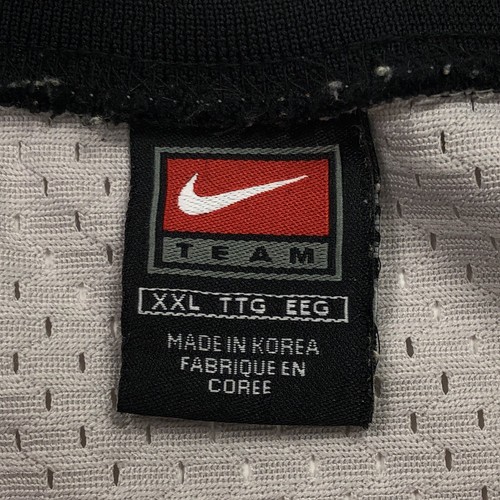 TEAM
XXL TTG EEG
MADE IN KOREA
FABRIQUE EN
COREE